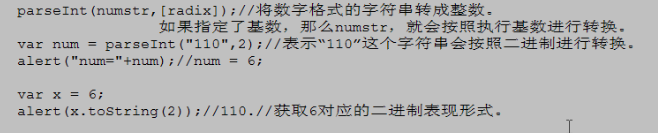 parseInt(numstr,[radix]);//将数字格式的字符串转成整数。
如果指定了基数，那么numstr，就会按照执行基数进行转换。
var num = parseInt("110",2);//表示“110”这个字符串会按照二进制进行转换。
alert("num="+num);//num = 6;
var x = 6;
alert(x.toString(2));//110.//获取6对应的二进制表现形式。